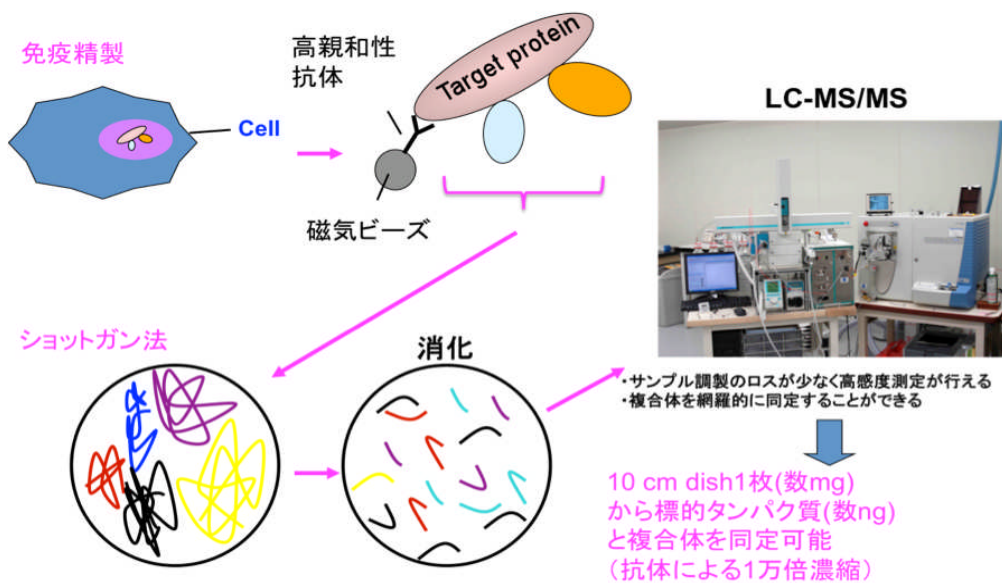 免疫精製
Cell
高親和性
抗体
Target protein
磁気ビーズ
LC-MS/MS
ショットガン法
消化
・サンプル調製のロスが少なく高感度測定が行える
・複合体を網羅的に同定することができる
10 cm dish1枚(数mg)
から標的タンパク質(数ng)
と複合体を同定可能
（抗体による1万倍濃縮）